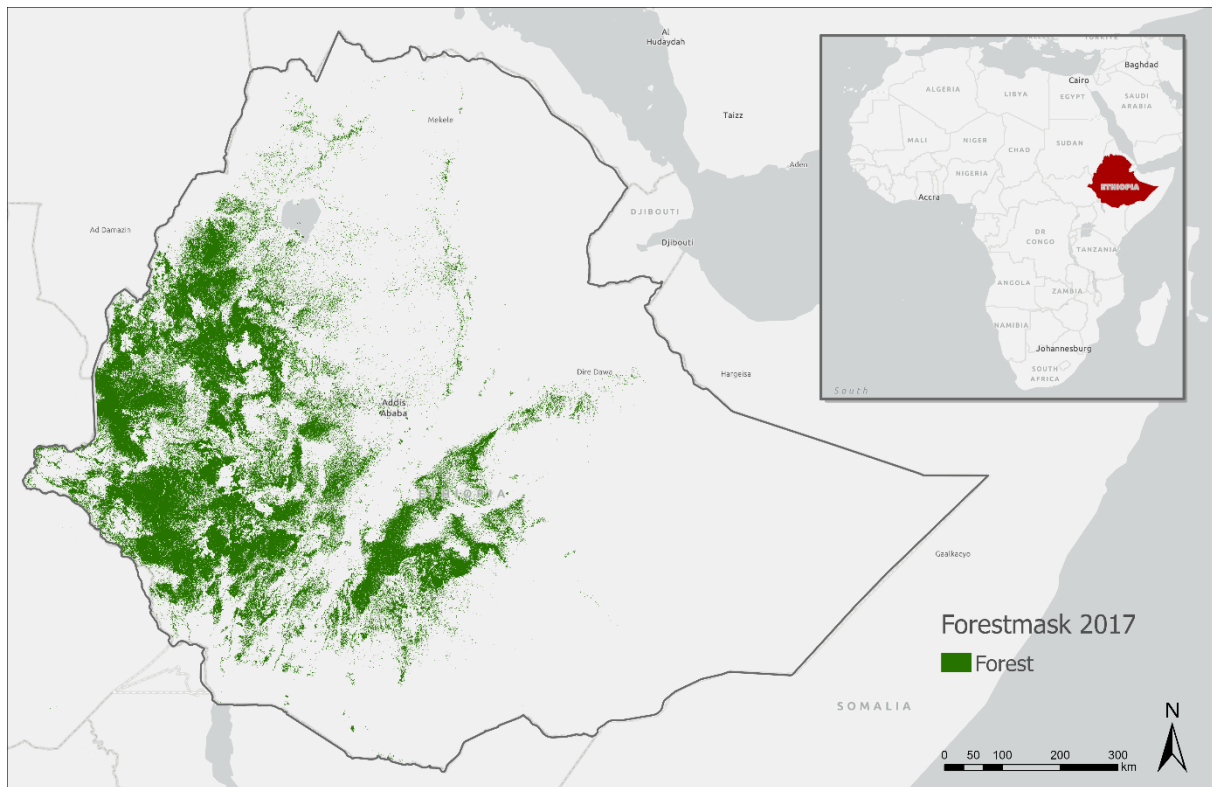 Al
Hudaydah
Mekele
Taizz
Aden
Ad Damazin
DJIBOUTI
Djibouti
Dire Dawa
Hargeisa
Addis
Ababa
ETHIOPIA
Gaalkacyo
SOMALIA
Cairo
Baghdad
ALGERIA
LIBYA
EGYPT
SAUDI
ARABIA
MALI
NIGER
CHAD
SUDAN
NIGERIA
ETHIOPIA
Accra
DR
CONGO
TANZANIA
ANGOLA
ZAMBIA
NAMIBIA
Johannesburg
SOUTH
AFRICA
South
Forestmask 2017
Forest
N
0 50 100 200 300
km